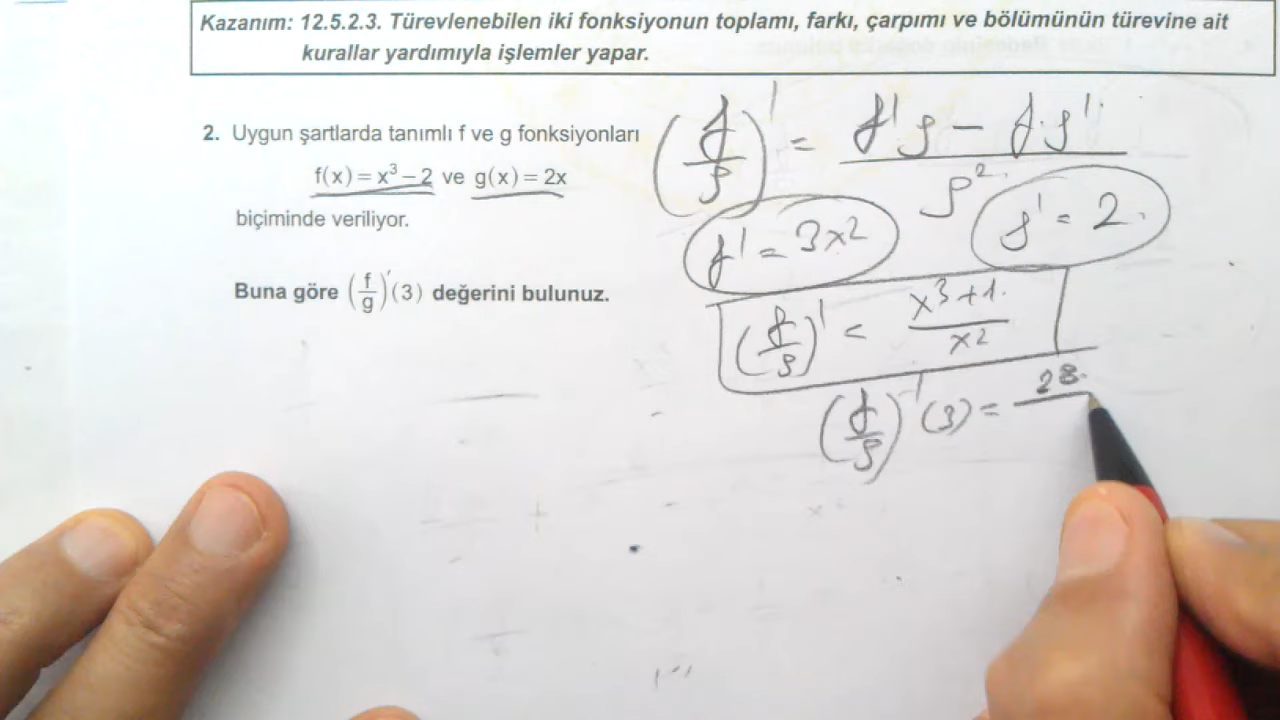 Kazanım: 12.5.2.3. Türevlenebilen iki fonksiyonun toplamı, farkı, çarpımı ve bölümünün türevine ait
kurallar yardımıyla işlemler yapar.
2. Uygun şartlarda tanımlı f ve g fonksiyonları
f(x) = x³ – 2 ve g(x) = 2x
biçiminde veriliyor.
Buna göre (f/g)'(3) değerini bulunuz.
(f/g)' = (f'g – f·g')/g²
f' = 3x²
g' = 2
(f/g)' = (x³+1)/x²
(f/g)'(3) = 28